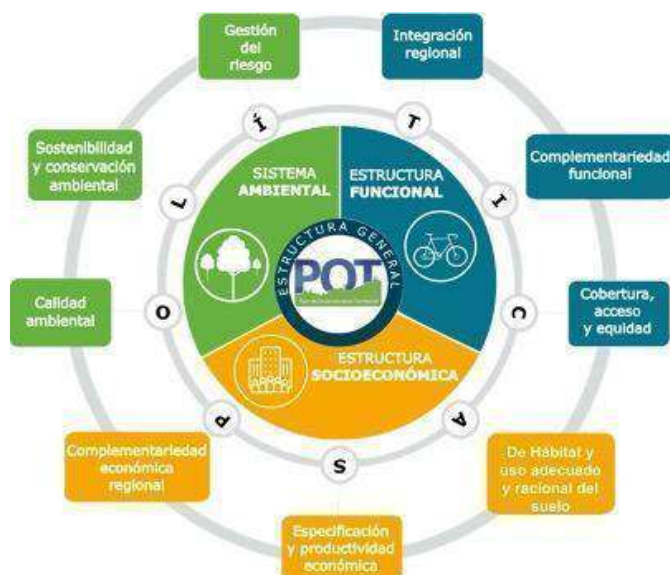 Gestión
del
riesgo
Integración
regional
Sostenibilidad
y conservación
ambiental
Complementariedad
funcional
Calidad
ambiental
Cobertura,
acceso
y equidad
Complementariedad
económica
regional
De Hábitat y
uso adecuado
y racional del
suelo
Especificación
y productividad
económica
P
O
L
Í
T
I
C
A
S
SISTEMA
AMBIENTAL
ESTRUCTURA
FUNCIONAL
ESTRUCTURA
SOCIOECONÓMICA
ESTRUCTURA GENERAL
POT